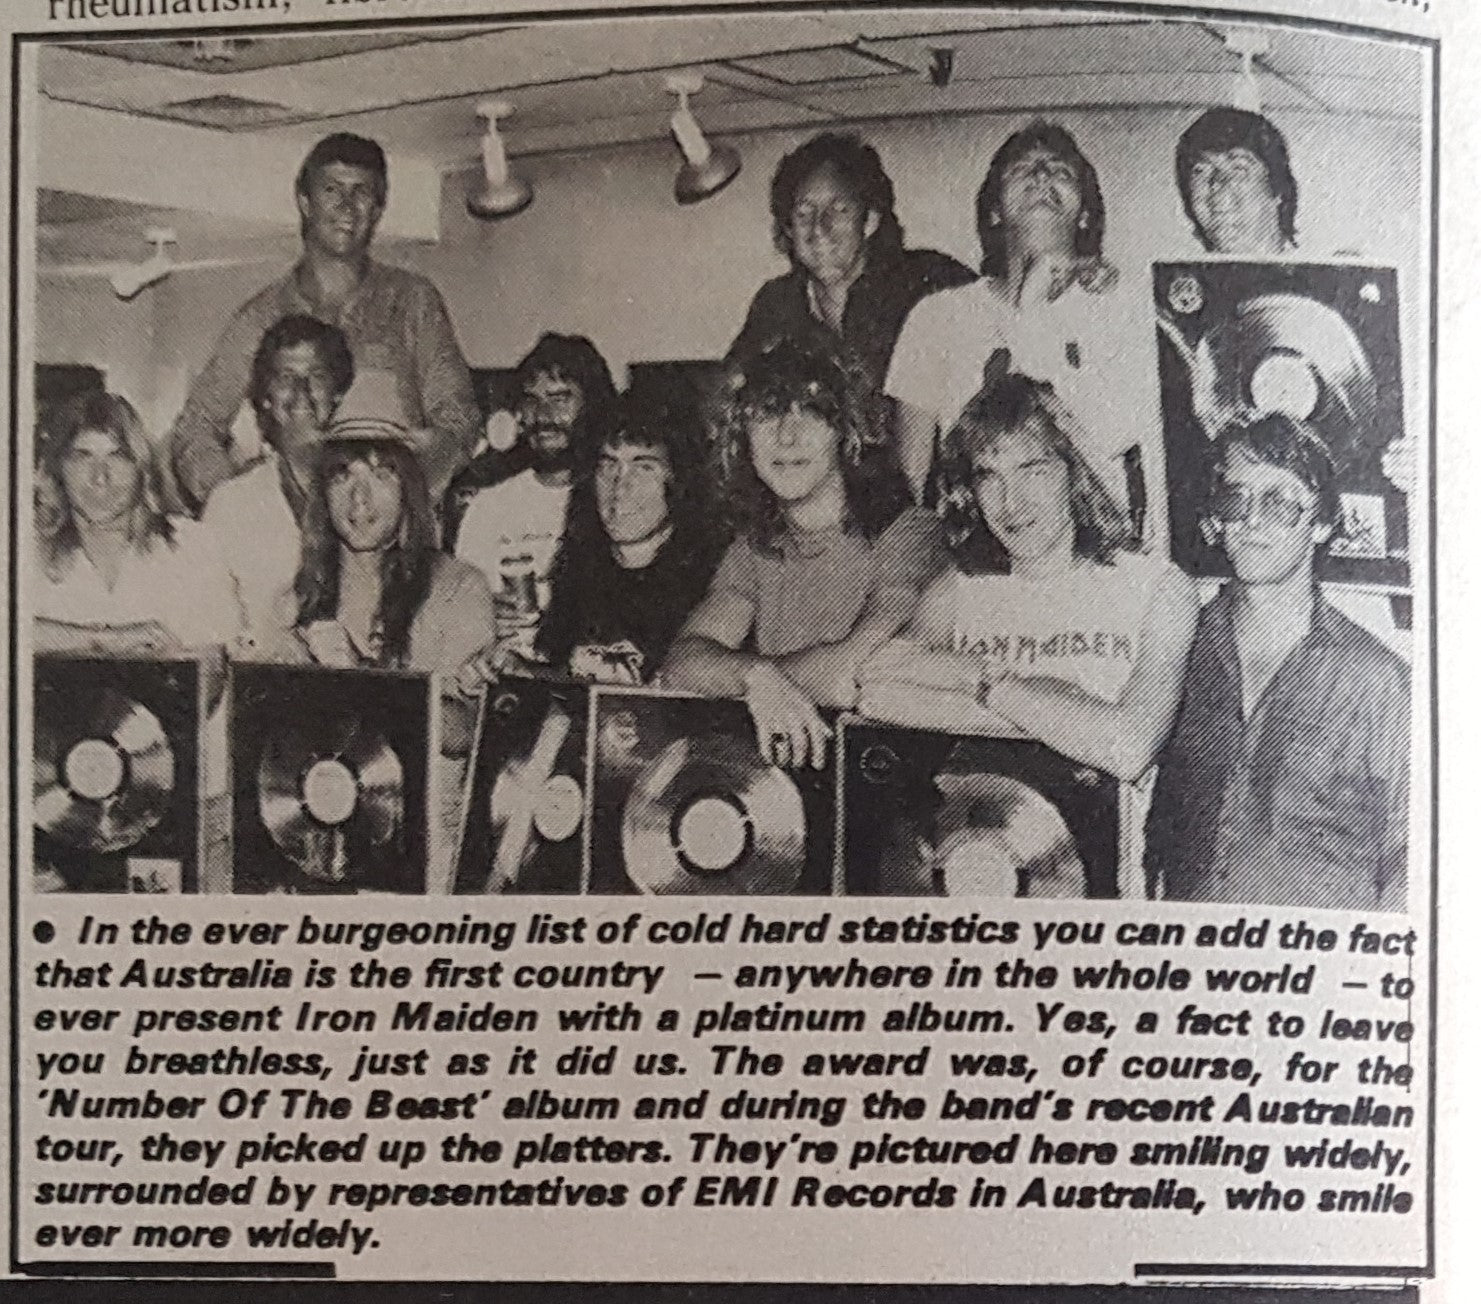 rheumatism,
IRON MAIDEN
● In the ever burgeoning list of cold hard statistics you can add the fact
that Australia is the first country – anywhere in the whole world – to
ever present Iron Maiden with a platinum album. Yes, a fact to leave
you breathless, just as it did us. The award was, of course, for the
'Number Of The Beast' album and during the band's recent Australian
tour, they picked up the platters. They're pictured here smiling widely,
surrounded by representatives of EMI Records in Australia, who smile
ever more widely.